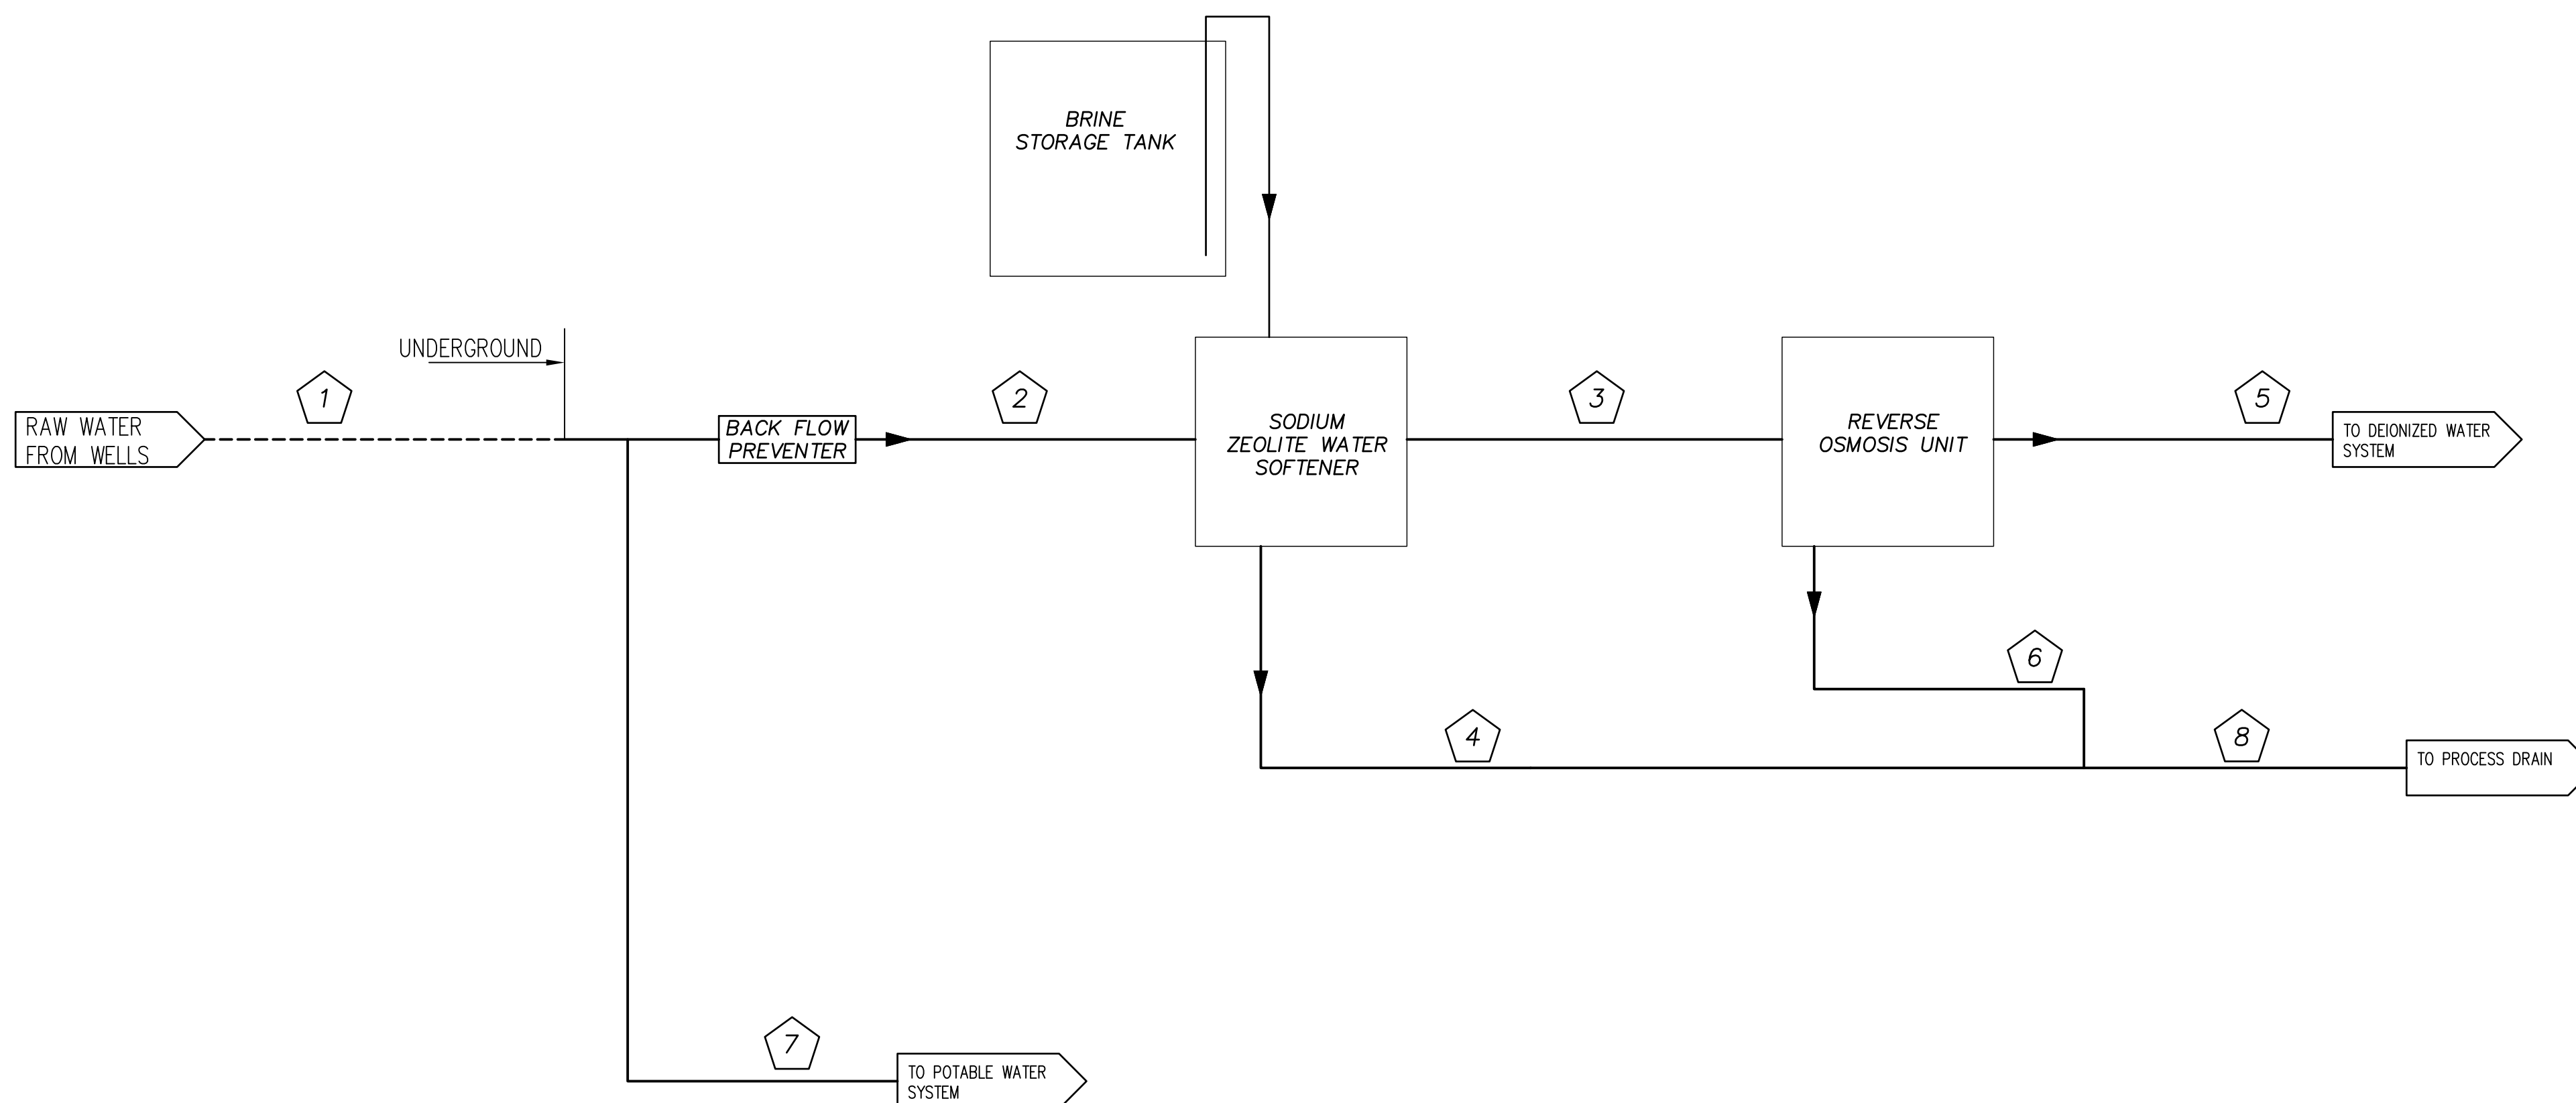 BRINE
STORAGE TANK
UNDERGROUND
1
2
3
5
RAW WATER
FROM WELLS
BACK FLOW
PREVENTER
SODIUM
ZEOLITE WATER
SOFTENER
REVERSE
OSMOSIS UNIT
TO DEIONIZED WATER
SYSTEM
6
4
8
TO PROCESS DRAIN
7
TO POTABLE WATER
SYSTEM